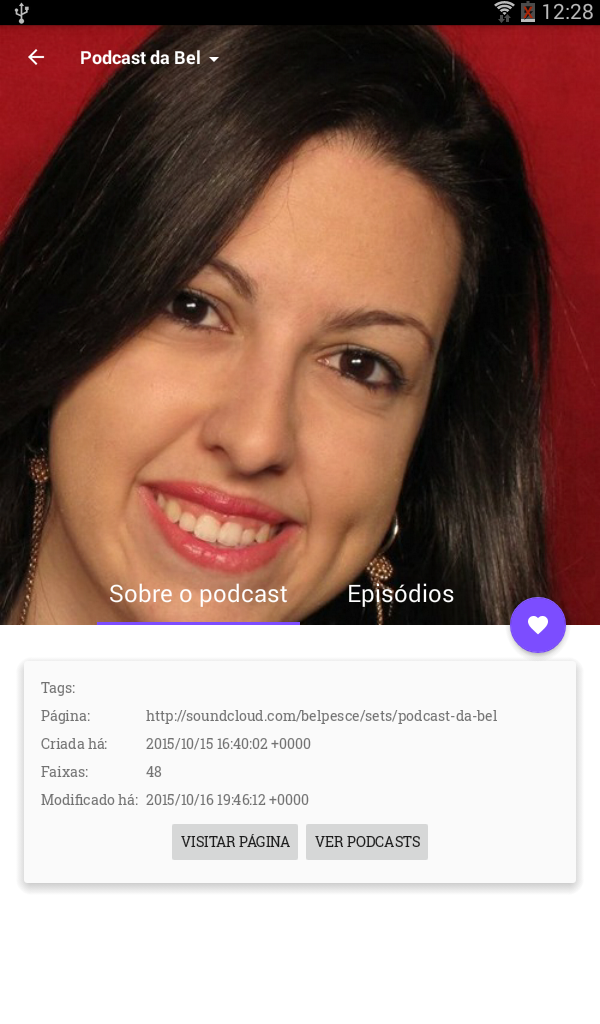 12:28
Podcast da Bel
Sobre o podcast Episódios
Tags:
Página: http://soundcloud.com/belpesce/sets/podcast-da-bel
Criada há: 2015/10/15 16:40:02 +0000
Faixas: 48
Modificado há: 2015/10/16 19:46:12 +0000
VISITAR PÁGINA VER PODCASTS